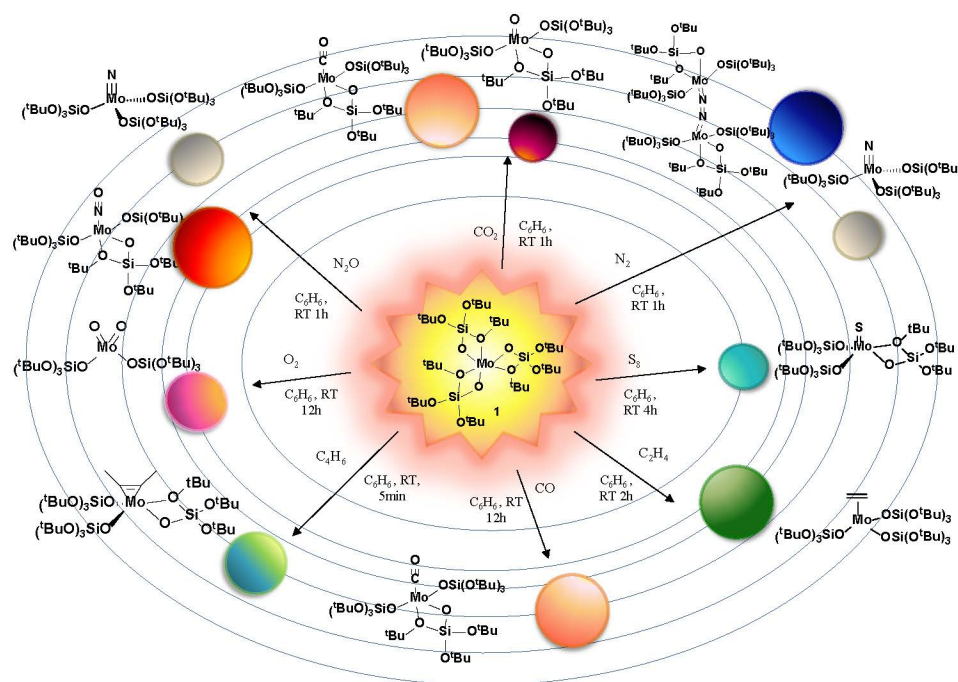 N
Mo
(ᵗBuO)₃SiO
OSi(OᵗBu)₃
OSi(OᵗBu)₃
O
C
Mo
OSi(OᵗBu)₃
(ᵗBuO)₃SiO
O
O
Si
OᵗBu
ᵗBu
OᵗBu
O
Mo
OSi(OᵗBu)₃
(ᵗBuO)₃SiO
O
O
Si
OᵗBu
ᵗBu
OᵗBu
OᵗBu
ᵗBuO
Si
O
O
ᵗBu
Mo
OSi(OᵗBu)₃
(ᵗBuO)₃SiO
N
N
Mo
OSi(OᵗBu)₃
(ᵗBuO)₃SiO
O
O
Si
OᵗBu
ᵗBu
OᵗBu
N
Mo
(ᵗBuO)₃SiO
OSi(OᵗBu)
OSi(OᵗBu)₃
O
N
Mo
OSi(OᵗBu)
(ᵗBuO)₃SiO
O
O
Si
OᵗBu
ᵗBu
OᵗBu
N₂O
C₆H₆,
RT 1h
CO₂
C₆H₆,
RT 1h
N₂
C₆H₆,
RT 1h
O
O
Mo
(ᵗBuO)₃SiO
OSi(OᵗBu)₃
O₂
C₆H₆, RT
12h
OᵗBu
ᵗBuO
Si
O
ᵗBu
O
Mo
O
Si
OᵗBu
OᵗBu
O
ᵗBu
ᵗBu
O
O
Si
ᵗBuO
OᵗBu
1
S₈
C₆H₆,
RT 4h
S
(ᵗBuO)₃SiO
Mo
(ᵗBuO)₃SiO
O
ᵗBu
O
Si
OᵗBu
OᵗBu
C₄H₆
C₆H₆, RT,
5min
CO
C₆H₆, RT
12h
C₂H₄
C₆H₆,
RT 2h
(ᵗBuO)₃SiO
Mo
(ᵗBuO)₃SiO
O
ᵗBu
O
Si
OᵗBu
OᵗBu
O
C
Mo
OSi(OᵗBu)₃
(ᵗBuO)₃SiO
O
O
Si
OᵗBu
ᵗBu
OᵗBu
Mo
(ᵗBuO)₃SiO
OSi(OᵗBu)₃
OSi(OᵗBu)₃